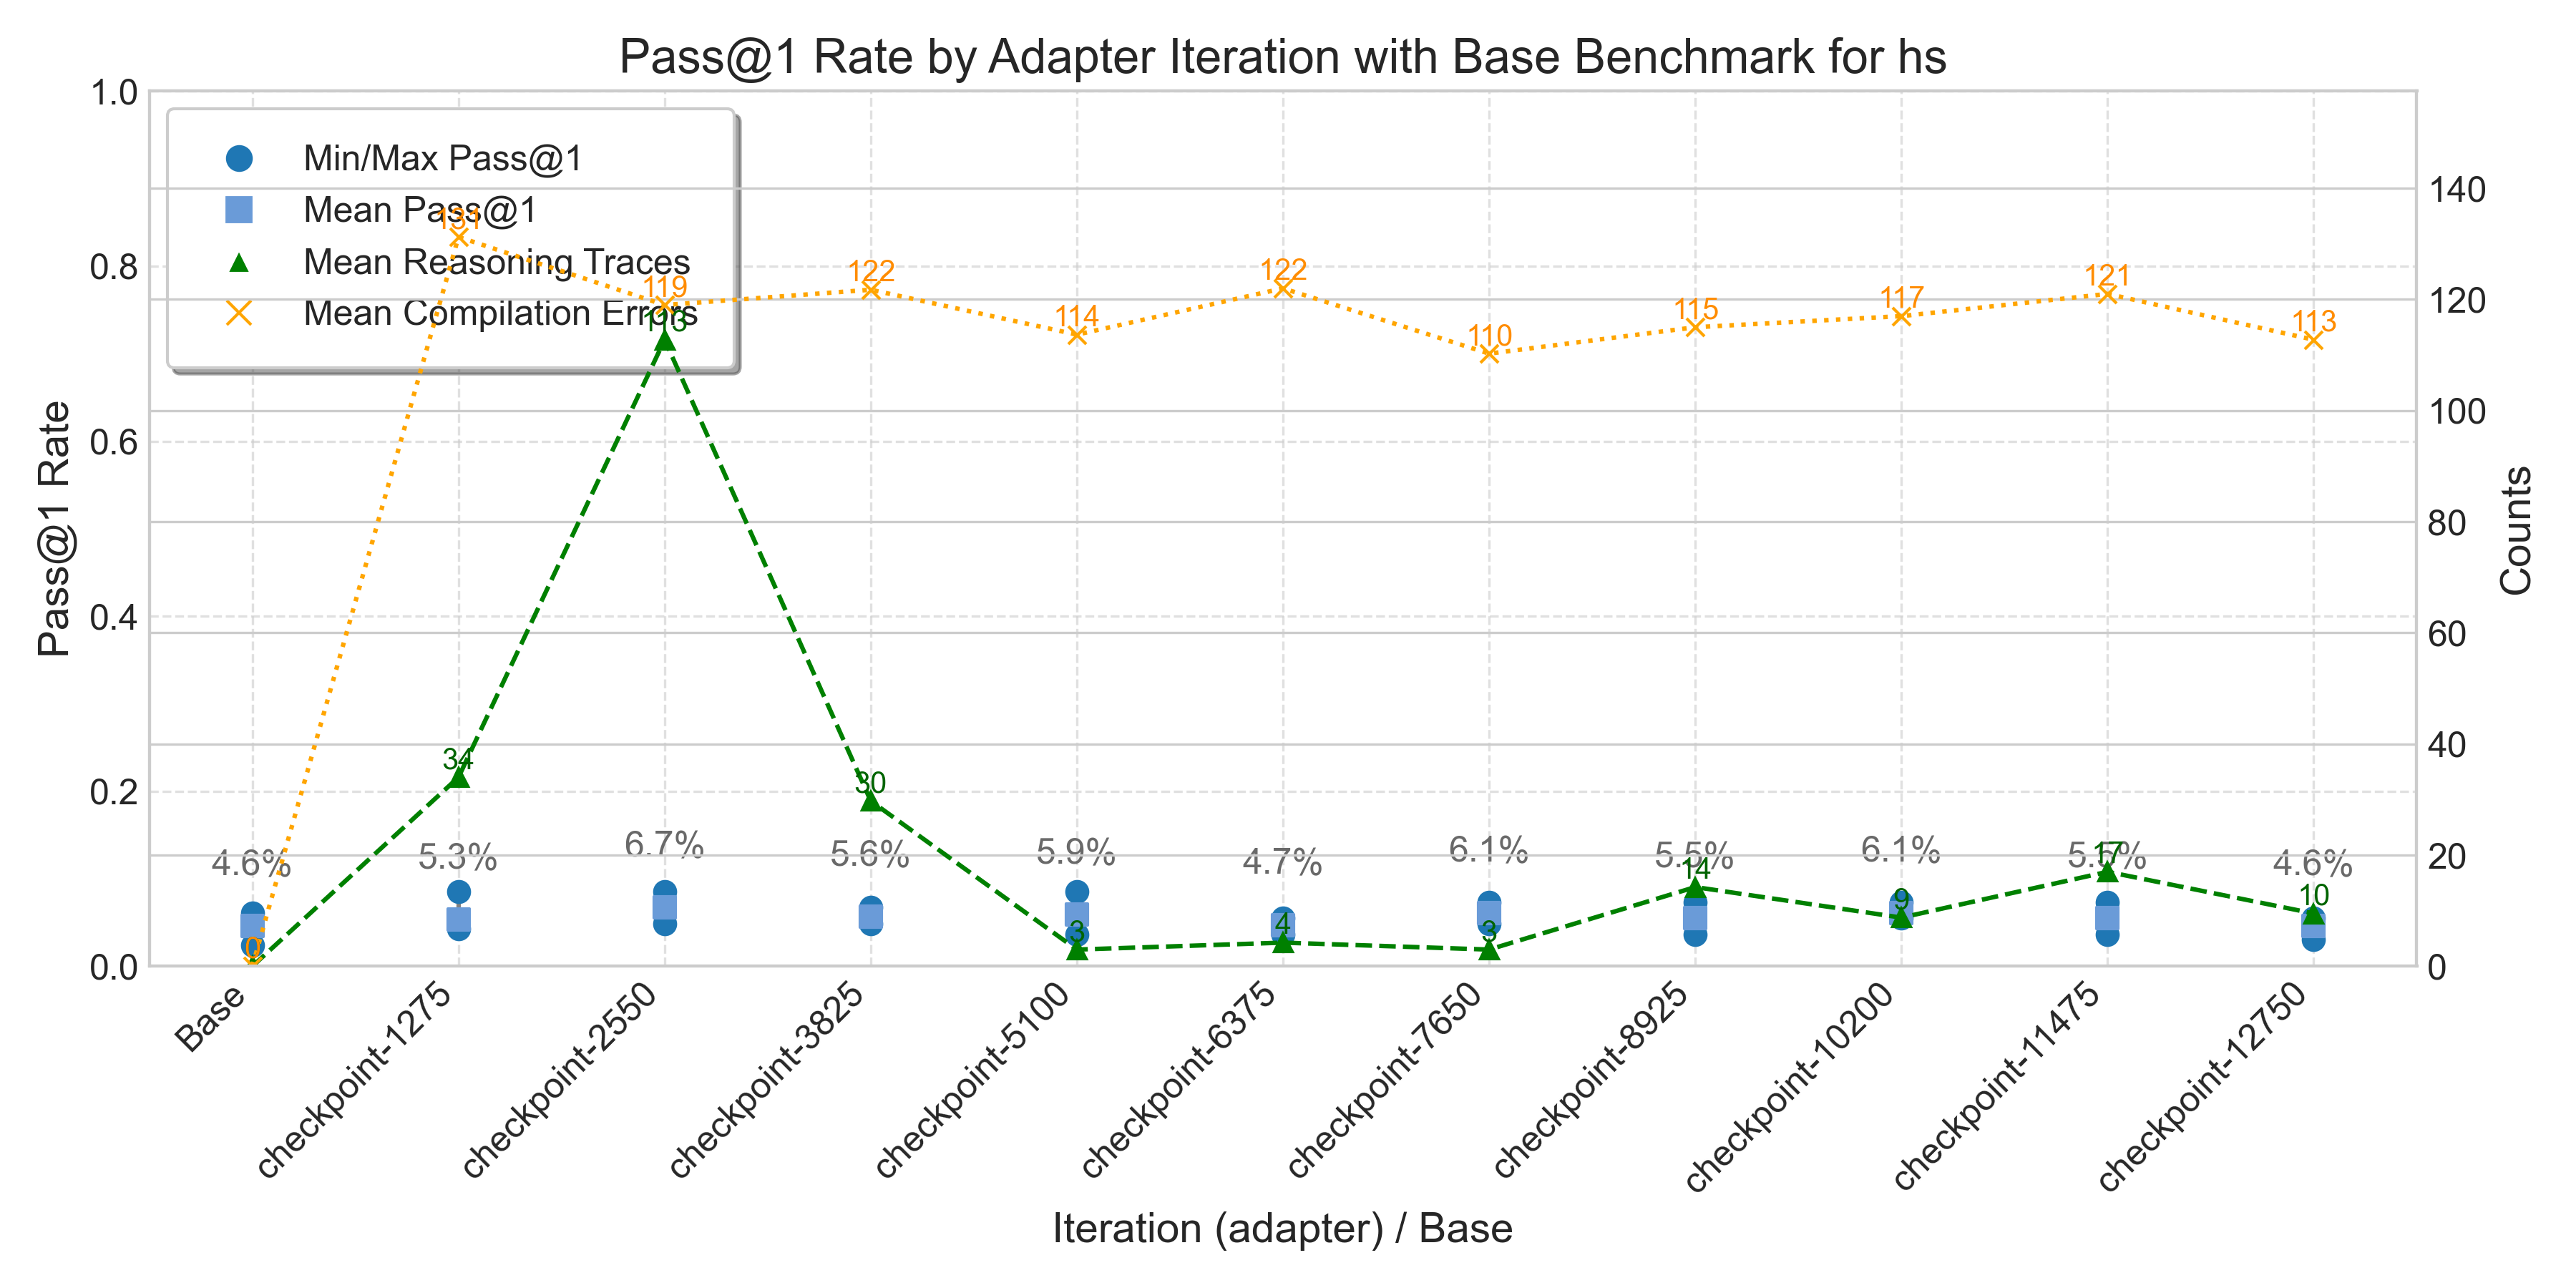 Pass@1 Rate by Adapter Iteration with Base Benchmark for hs
Min/Max Pass@1
Mean Pass@1
Mean Reasoning Traces
Mean Compilation Errors
Pass@1 Rate
1.0
0.8
0.6
0.4
0.2
0.0
Counts
140
120
100
80
60
40
20
0
131
119
122
114
122
110
115
117
121
113
0
34
113
30
3
4
3
14
9
17
10
4.6%
5.3%
6.7%
5.6%
5.9%
4.7%
6.1%
5.5%
6.1%
4.6%
Base
checkpoint-1275
checkpoint-2550
checkpoint-3825
checkpoint-5100
checkpoint-6375
checkpoint-7650
checkpoint-8925
checkpoint-10200
checkpoint-11475
checkpoint-12750
Iteration (adapter) / Base